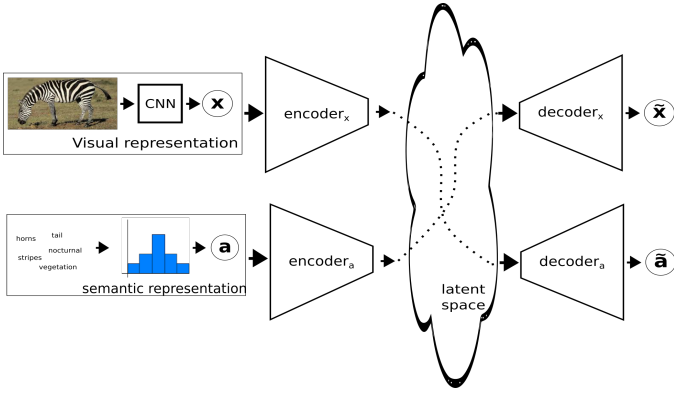 CNN
x
Visual representation
encoderₓ
decoderₓ
x̃
horns
tail
nocturnal
stripes
vegetation
a
semantic representation
encoderₐ
latent
space
decoderₐ
ã